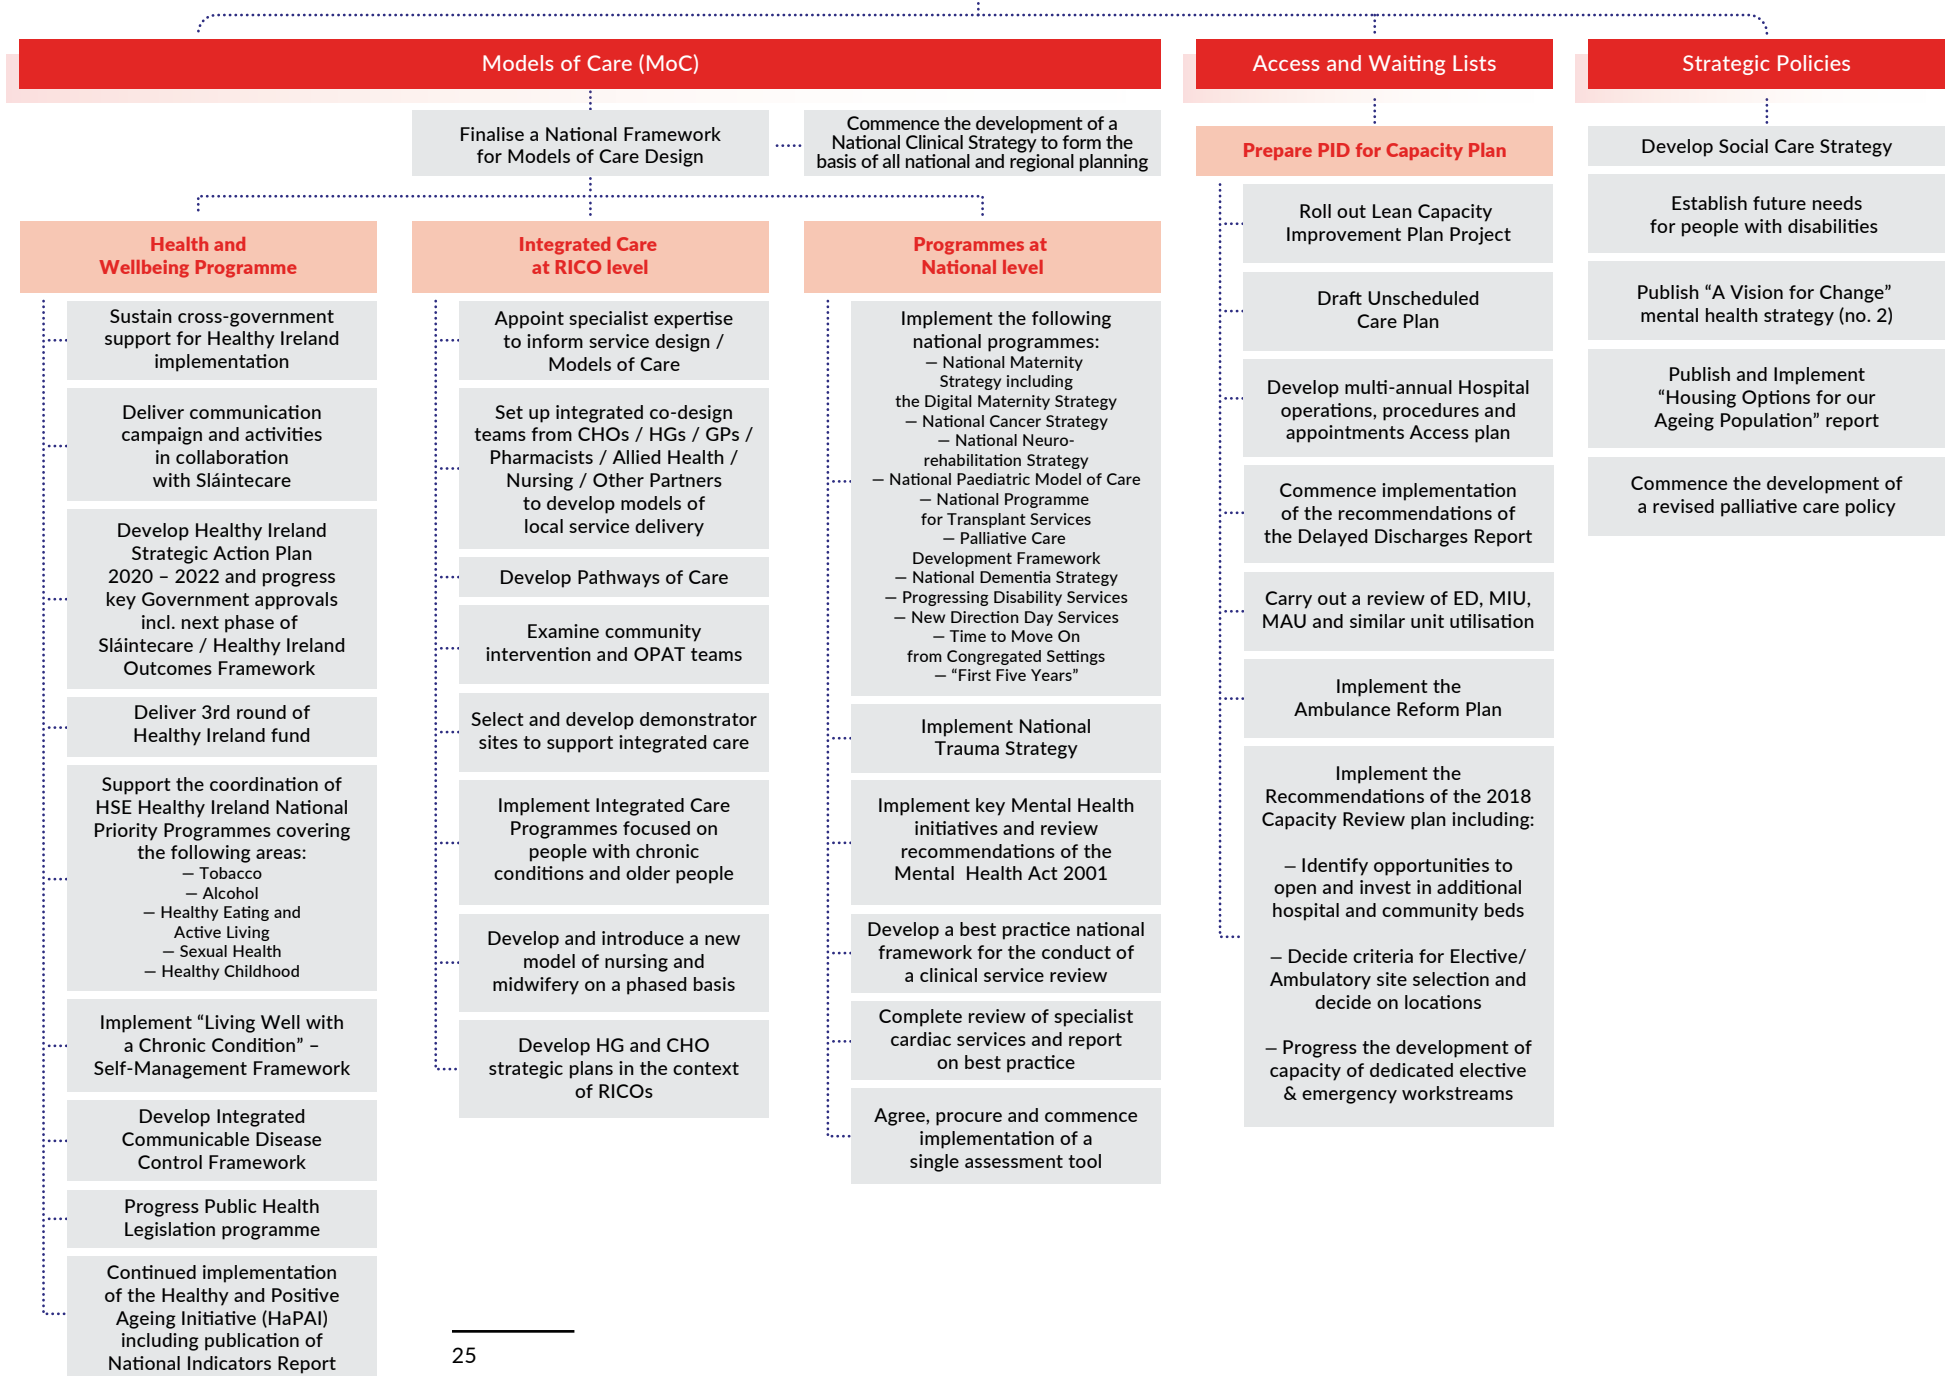 Models of Care (MoC)
Finalise a National Framework
for Models of Care Design
Commence the development of a
National Clinical Strategy to form the
basis of all national and regional planning
Health and
Wellbeing Programme
Sustain cross-government
support for Healthy Ireland
implementation
Deliver communication
campaign and activities
in collaboration
with Sláintecare
Develop Healthy Ireland
Strategic Action Plan
2020 – 2022 and progress
key Government approvals
incl. next phase of
Sláintecare / Healthy Ireland
Outcomes Framework
Deliver 3rd round of
Healthy Ireland fund
Support the coordination of
HSE Healthy Ireland National
Priority Programmes covering
the following areas:
— Tobacco
— Alcohol
— Healthy Eating and
Active Living
— Sexual Health
— Healthy Childhood
Implement “Living Well with
a Chronic Condition” –
Self-Management Framework
Develop Integrated
Communicable Disease
Control Framework
Progress Public Health
Legislation programme
Continued implementation
of the Healthy and Positive
Ageing Initiative (HaPAI)
including publication of
National Indicators Report
Integrated Care
at RICO level
Appoint specialist expertise
to inform service design /
Models of Care
Set up integrated co-design
teams from CHOs / HGs / GPs /
Pharmacists / Allied Health /
Nursing / Other Partners
to develop models of
local service delivery
Develop Pathways of Care
Examine community
intervention and OPAT teams
Select and develop demonstrator
sites to support integrated care
Implement Integrated Care
Programmes focused on
people with chronic
conditions and older people
Develop and introduce a new
model of nursing and
midwifery on a phased basis
Develop HG and CHO
strategic plans in the context
of RICOs
Programmes at
National level
Implement the following
national programmes:
— National Maternity
Strategy including
the Digital Maternity Strategy
— National Cancer Strategy
— National Neuro-
rehabilitation Strategy
— National Paediatric Model of Care
— National Programme
for Transplant Services
— Palliative Care
Development Framework
— National Dementia Strategy
— Progressing Disability Services
— New Direction Day Services
— Time to Move On
from Congregated Settings
— “First Five Years”
Implement National
Trauma Strategy
Implement key Mental Health
initiatives and review
recommendations of the
Mental Health Act 2001
Develop a best practice national
framework for the conduct of
a clinical service review
Complete review of specialist
cardiac services and report
on best practice
Agree, procure and commence
implementation of a
single assessment tool
Access and Waiting Lists
Prepare PID for Capacity Plan
Roll out Lean Capacity
Improvement Plan Project
Draft Unscheduled
Care Plan
Develop multi-annual Hospital
operations, procedures and
appointments Access plan
Commence implementation
of the recommendations of
the Delayed Discharges Report
Carry out a review of ED, MIU,
MAU and similar unit utilisation
Implement the
Ambulance Reform Plan
Implement the
Recommendations of the 2018
Capacity Review plan including:
— Identify opportunities to
open and invest in additional
hospital and community beds
— Decide criteria for Elective/
Ambulatory site selection and
decide on locations
— Progress the development of
capacity of dedicated elective
& emergency workstreams
Strategic Policies
Develop Social Care Strategy
Establish future needs
for people with disabilities
Publish “A Vision for Change”
mental health strategy (no. 2)
Publish and Implement
“Housing Options for our
Ageing Population” report
Commence the development of
a revised palliative care policy
25